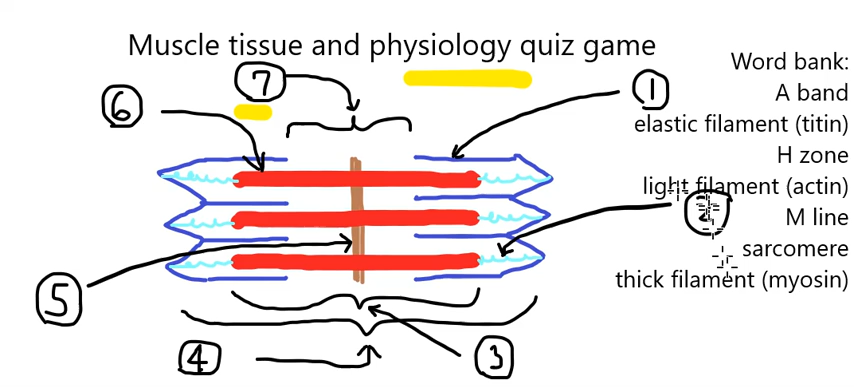 Muscle tissue and physiology quiz game
Word bank:
A band
elastic filament (titin)
H zone
light filament (actin)
M line
sarcomere
thick filament (myosin)
7
6
1
2
5
4
3